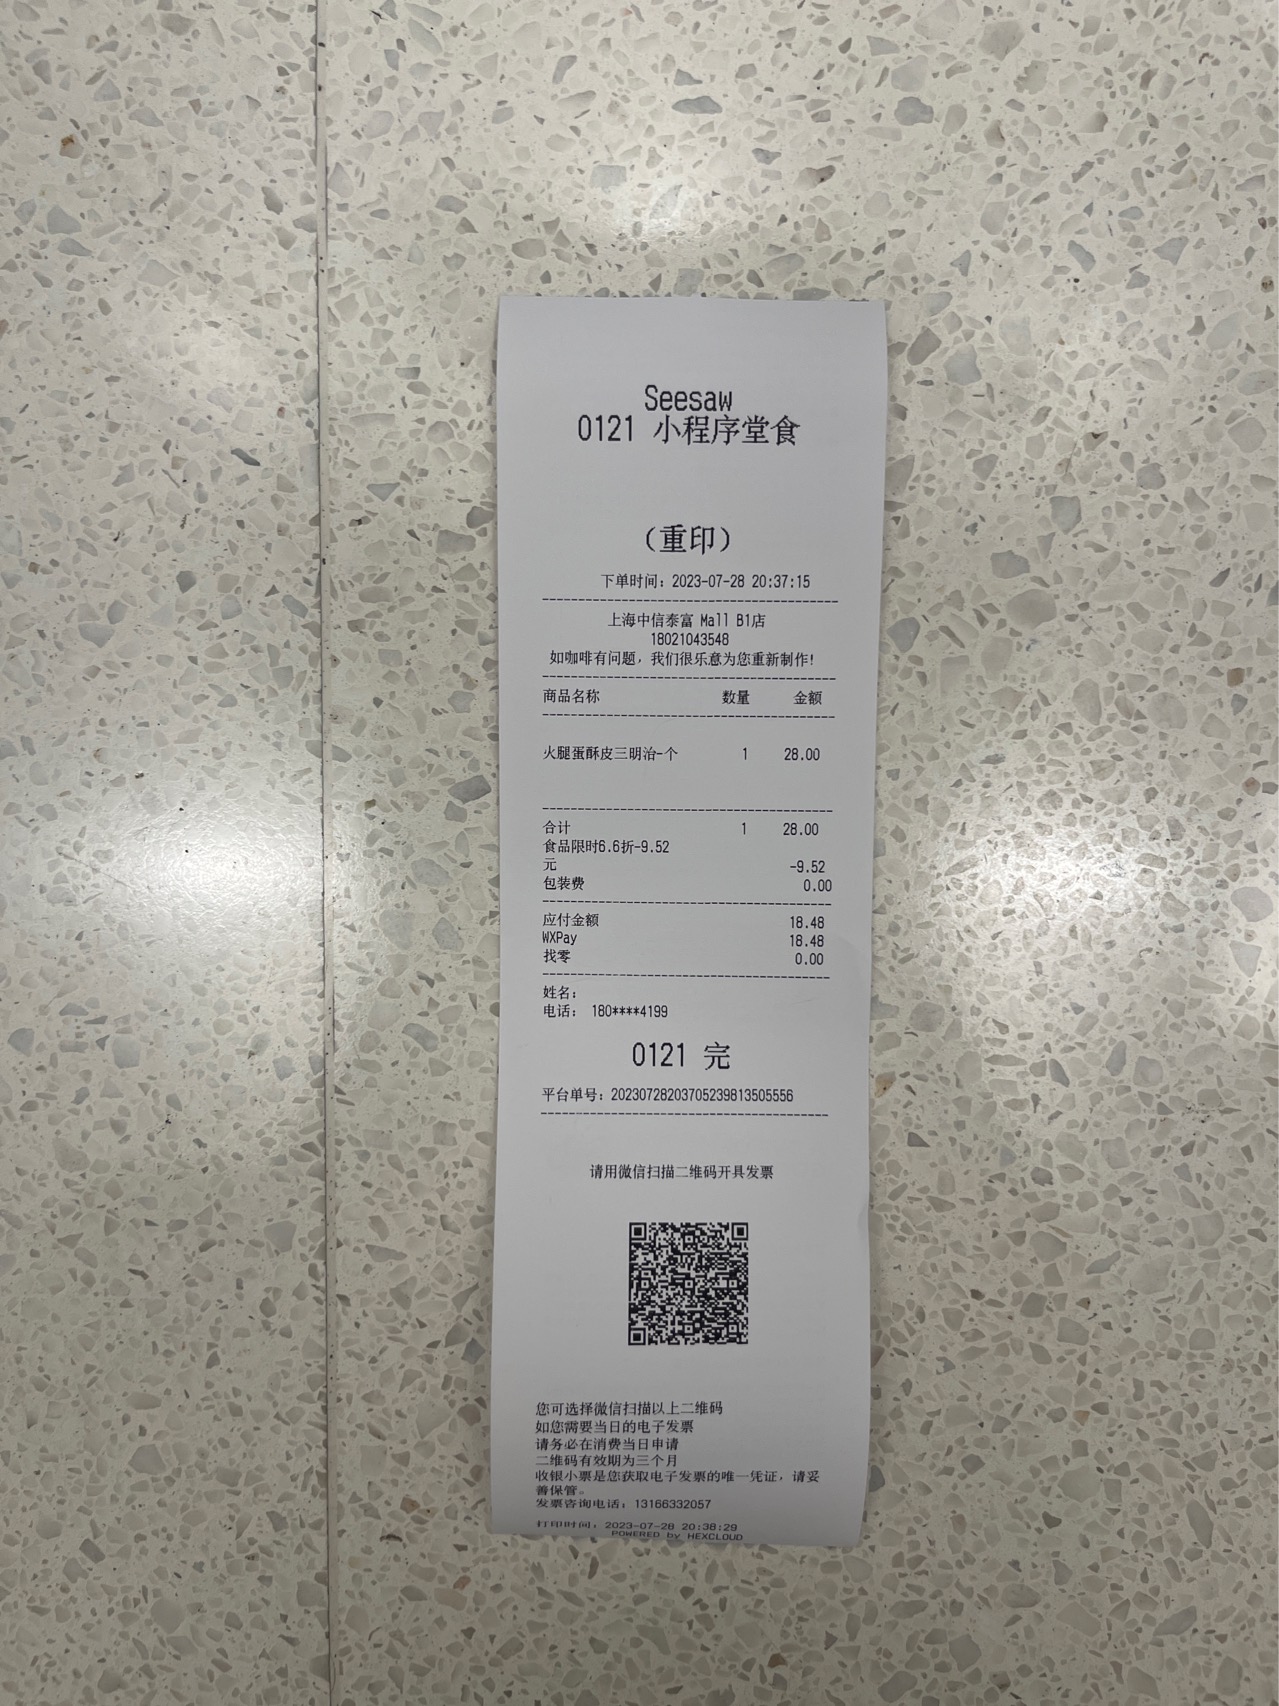 Seesaw
0121 小程序堂食
（重印）
下单时间：2023-07-28 20:37:15
上海中信泰富 Mall B1店
18021043548
如咖啡有问题，我们很乐意为您重新制作!
商品名称 数量 金额
火腿蛋酥皮三明治-个 1 28.00
合计 1 28.00
食品限时6.6折-9.52
元 -9.52
包装费 0.00
应付金额 18.48
WXPay 18.48
找零 0.00
姓名：
电话： 180****4199
0121 完
平台单号：20230728203705239813505556
请用微信扫描二维码开具发票
您可选择微信扫描以上二维码
如您需要当日的电子发票
请务必在消费当日申请
二维码有效期为三个月
收银小票是您获取电子发票的唯一凭证，请妥
善保管。
发票咨询电话：13166332057
打印时间：2023-07-28 20:38:29
POWERED by HEXCLOUD